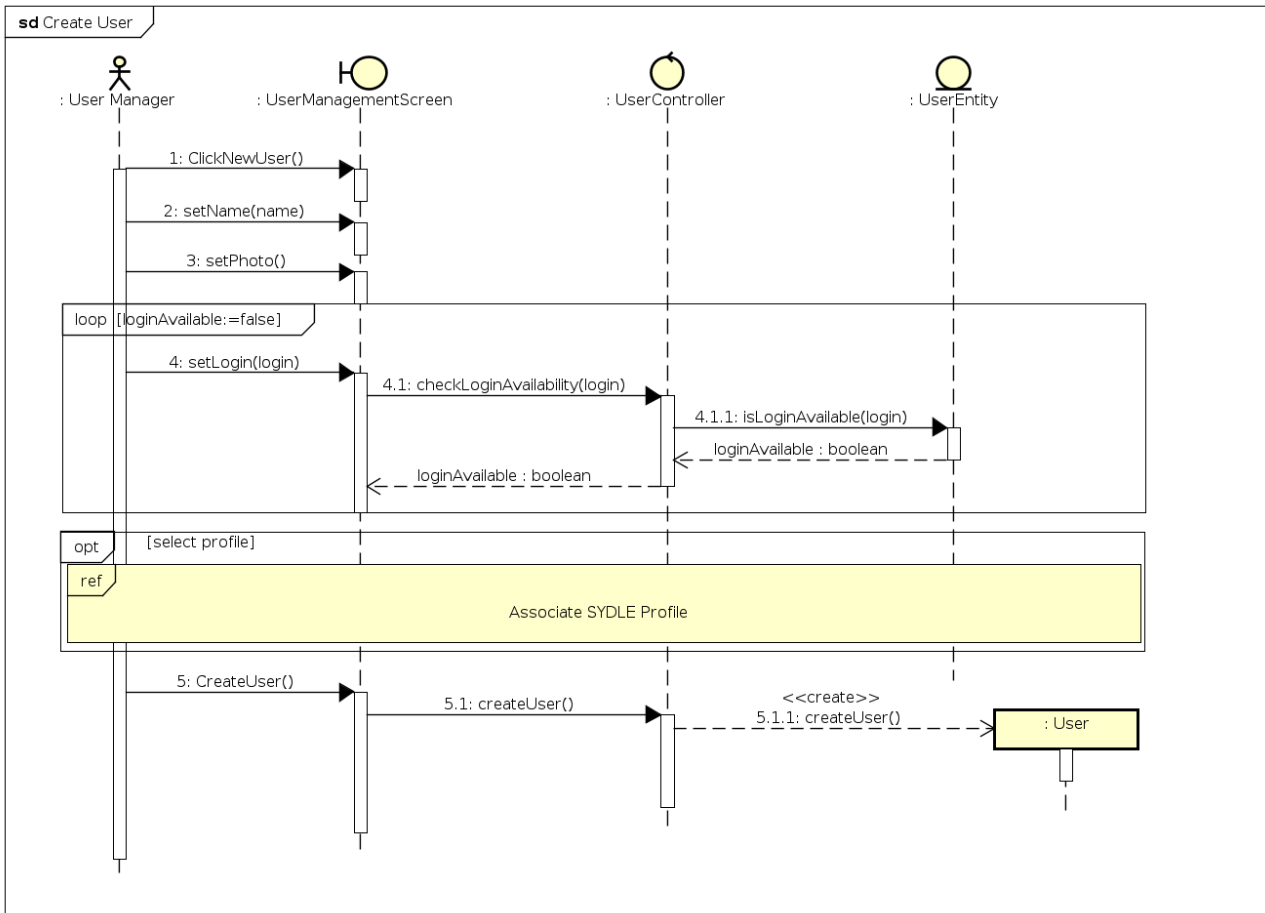 sd Create User
: User Manager
: UserManagementScreen
: UserController
: UserEntity
1: ClickNewUser()
2: setName(name)
3: setPhoto()
loop [loginAvailable:=false]
4: setLogin(login)
4.1: checkLoginAvailability(login)
4.1.1: isLoginAvailable(login)
loginAvailable : boolean
loginAvailable : boolean
opt [select profile]
ref
Associate SYDLE Profile
5: CreateUser()
5.1: createUser()
<<create>>
5.1.1: createUser()
: User